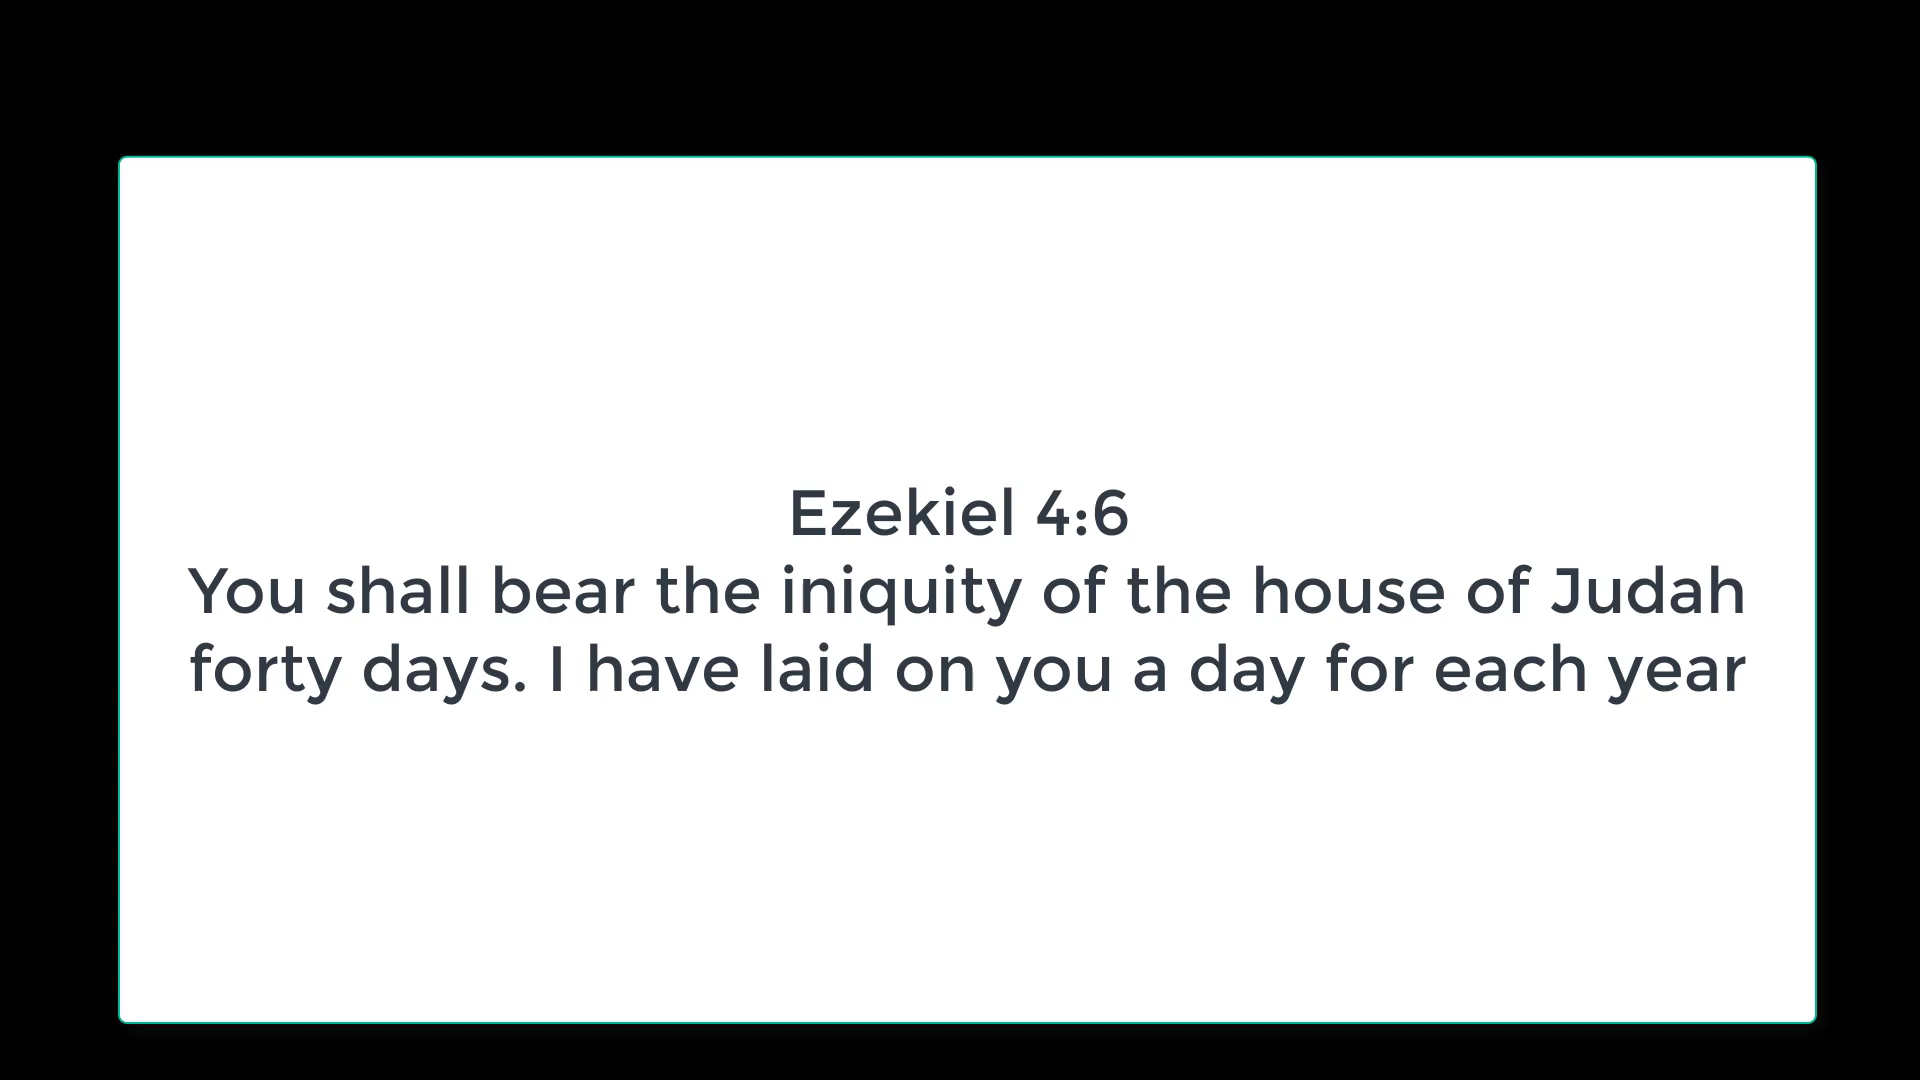 Ezekiel 4:6
You shall bear the iniquity of the house of Judah
forty days. I have laid on you a day for each year